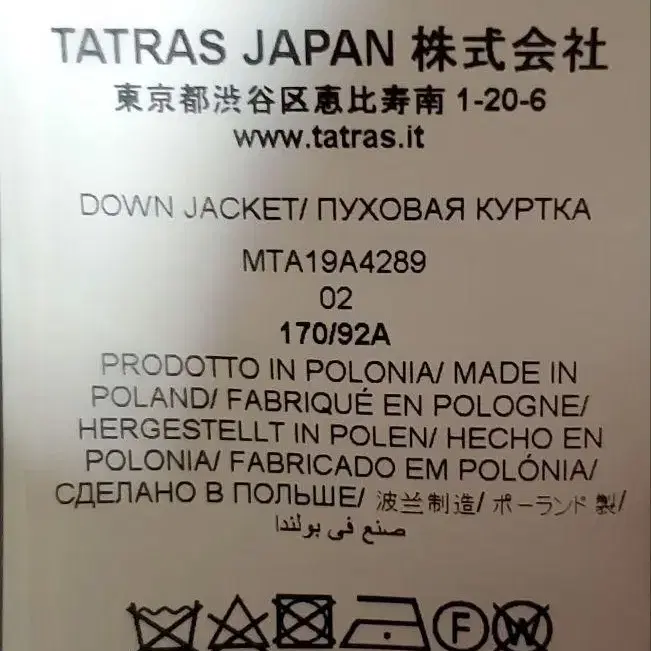 TATRAS JAPAN 株式会社
東京都渋谷区恵比寿南 1-20-6
www.tatras.it
DOWN JACKET/ ПУХОВАЯ КУРТКА
MTA19A4289
02
170/92A
PRODOTTO IN POLONIA/ MADE IN
POLAND/ FABRIQUÉ EN POLOGNE/
HERGESTELLT IN POLEN/ HECHO EN
POLONIA/ FABRICADO EM POLÓNIA/
СДЕЛАНО В ПОЛЬШЕ/ 波兰制造/ ポーランド 製/
صنع في بولندا
F W